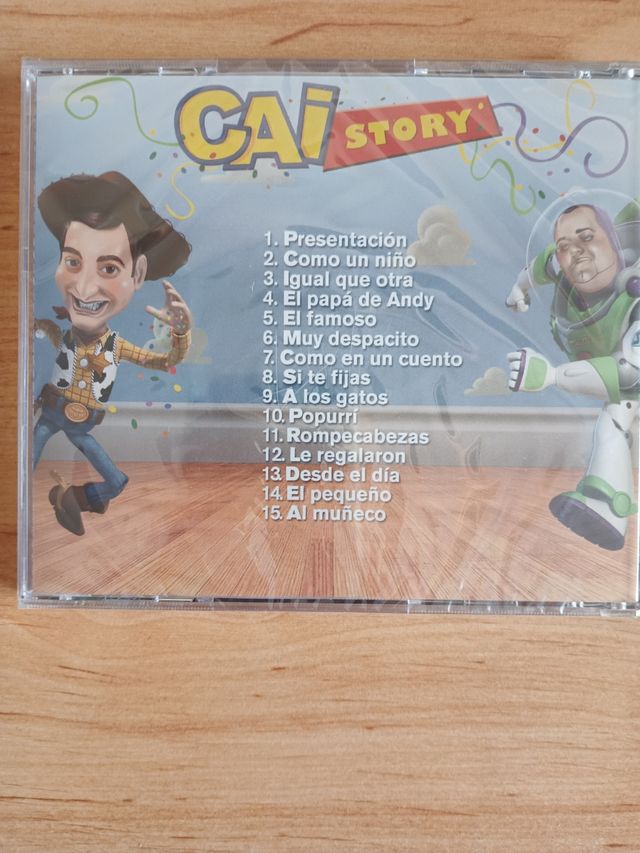 CAi STORY
1. Presentación
2. Como un niño
3. Igual que otra
4. El papá de Andy
5. El famoso
6. Muy despacito
7. Como en un cuento
8. Si te fijas
9. A los gatos
10. Popurrí
11. Rompecabezas
12. Le regalaron
13. Desde el día
14. El pequeño
15. Al muñeco